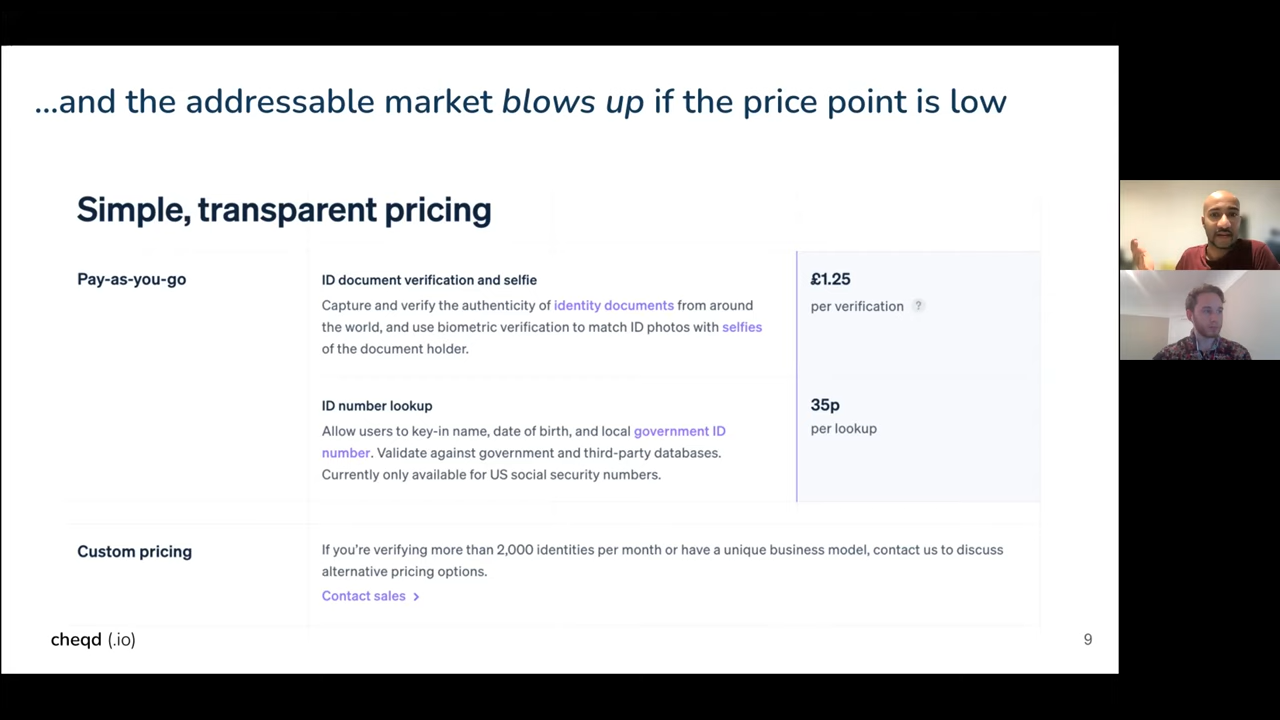 ...and the addressable market blows up if the price point is low
Simple, transparent pricing
Pay-as-you-go
ID document verification and selfie
Capture and verify the authenticity of identity documents from around
the world, and use biometric verification to match ID photos with selfies
of the document holder.
£1.25
per verification ?
ID number lookup
Allow users to key-in name, date of birth, and local government ID
number. Validate against government and third-party databases.
Currently only available for US social security numbers.
35p
per lookup
Custom pricing
If you're verifying more than 2,000 identities per month or have a unique business model, contact us to discuss
alternative pricing options.
Contact sales >
cheqd (.io)
9